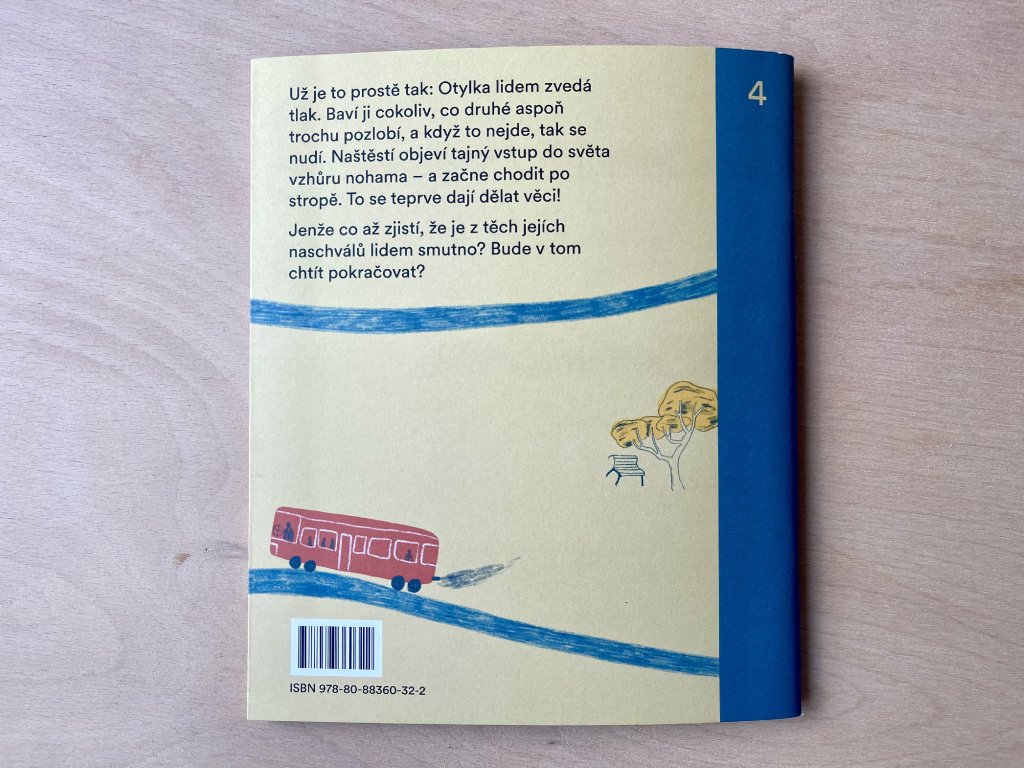 Už je to prostě tak: Otylka lidem zvedá
tlak. Baví ji cokoliv, co druhé aspoň
trochu pozlobí, a když to nejde, tak se
nudí. Naštěstí objeví tajný vstup do světa
vzhůru nohama – a začne chodit po
stropě. To se teprve dají dělat věci!
Jenže co až zjistí, že je z těch jejích
naschválů lidem smutno? Bude v tom
chtít pokračovat?
4
ISBN 978-80-88360-32-2